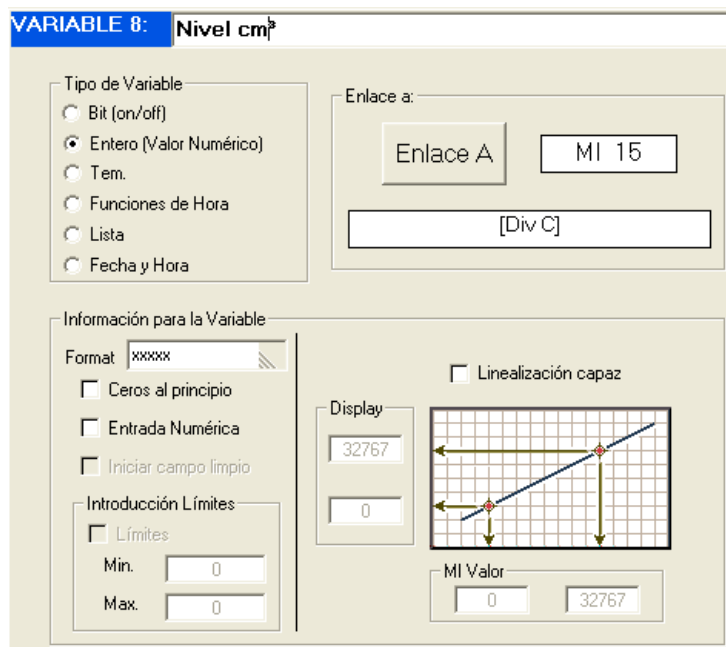 VARIABLE 8: Nivel cm³
Tipo de Variable
Bit (on/off)
Entero (Valor Numérico)
Tem.
Funciones de Hora
Lista
Fecha y Hora
Enlace a:
Enlace A
MI 15
[Div C]
Información para la Variable
Format xxxxx
Ceros al principio
Entrada Numérica
Iniciar campo limpio
Introducción Límites
Límites
Min. 0
Max. 0
Linealización capaz
Display
32767
0
MI Valor
0 32767